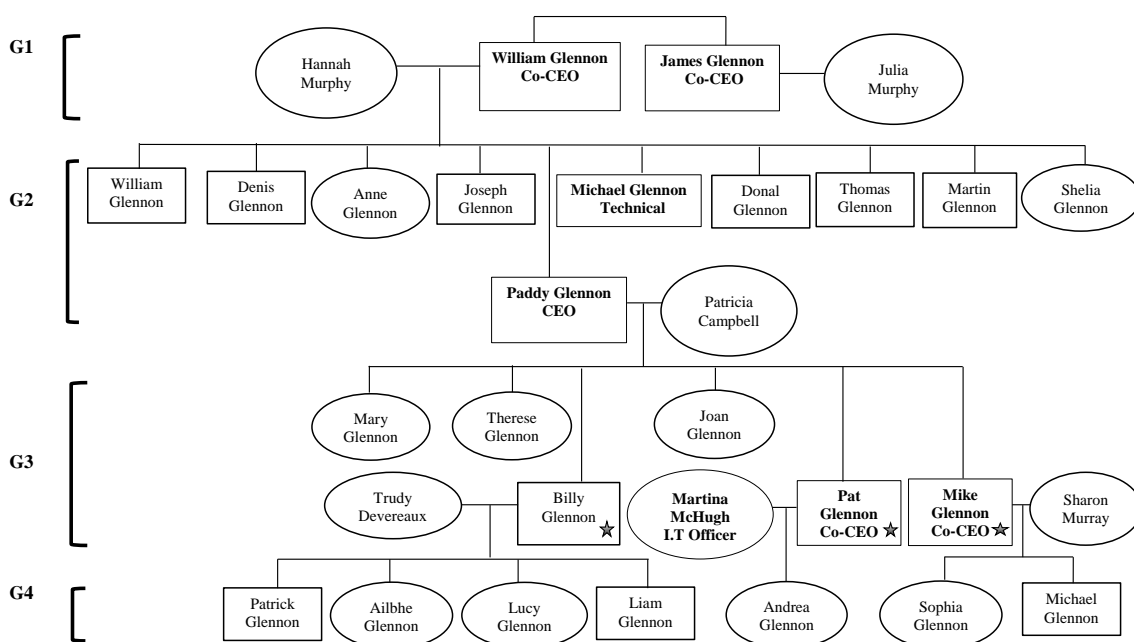 G1
Hannah
Murphy
William Glennon
Co-CEO
James Glennon
Co-CEO
Julia
Murphy
G2
William
Glennon
Denis
Glennon
Anne
Glennon
Joseph
Glennon
Michael Glennon
Technical
Donal
Glennon
Thomas
Glennon
Martin
Glennon
Shelia
Glennon
Paddy Glennon
CEO
Patricia
Campbell
G3
Mary
Glennon
Therese
Glennon
Joan
Glennon
Trudy
Devereaux
Billy
Glennon
Martina
McHugh
I.T Officer
Pat
Glennon
Co-CEO
Mike
Glennon
Co-CEO
Sharon
Murray
G4
Patrick
Glennon
Ailbhe
Glennon
Lucy
Glennon
Liam
Glennon
Andrea
Glennon
Sophia
Glennon
Michael
Glennon